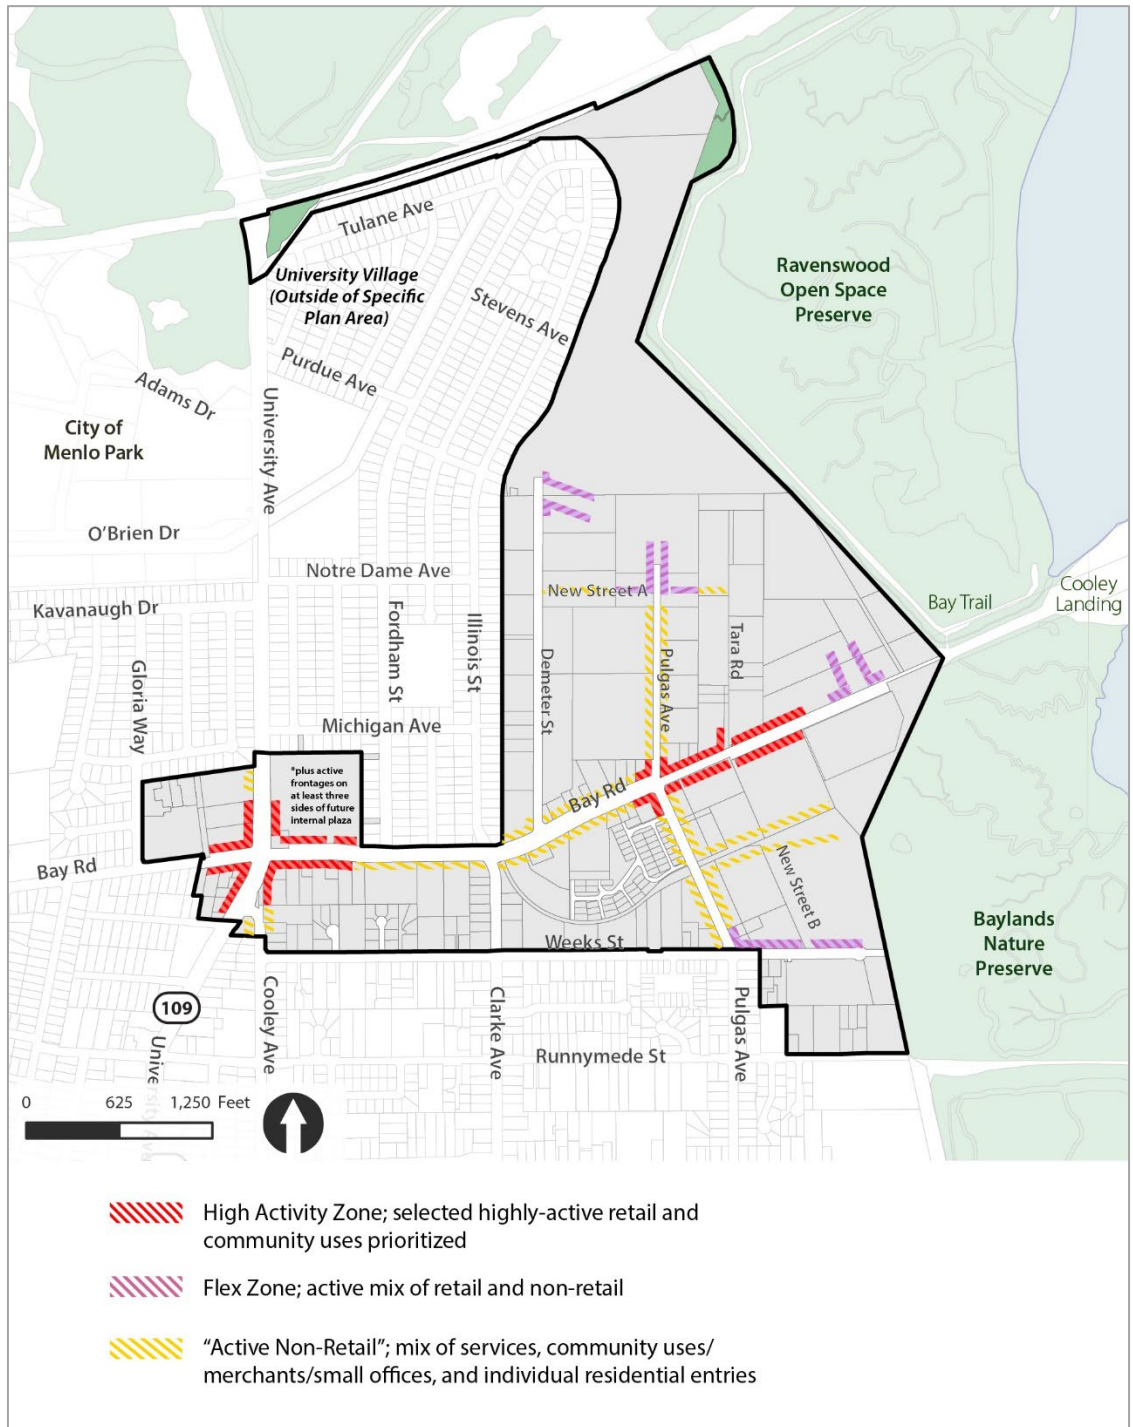 Tulane Ave
University Village
(Outside of Specific
Plan Area)
Stevens Ave
Ravenswood
Open Space
Preserve
Purdue Ave
Adams Dr
City of
Menlo Park
University Ave
O'Brien Dr
Notre Dame Ave
New Street A
Cooley
Landing
Bay Trail
Kavanaugh Dr
Fordham St
Illinois St
Demeter St
Pulgas Ave
Tara Rd
Gloria Way
Michigan Ave
*plus active
frontages on
at least three
sides of future
internal plaza
Bay Rd
Bay Rd
New Street B
Weeks St
Baylands
Nature
Preserve
109
Cooley Ave
Clarke Ave
Pulgas Ave
Runnymede St
University Ave
0 625 1,250 Feet
High Activity Zone; selected highly-active retail and
community uses prioritized
Flex Zone; active mix of retail and non-retail
“Active Non-Retail”; mix of services, community uses/
merchants/small offices, and individual residential entries